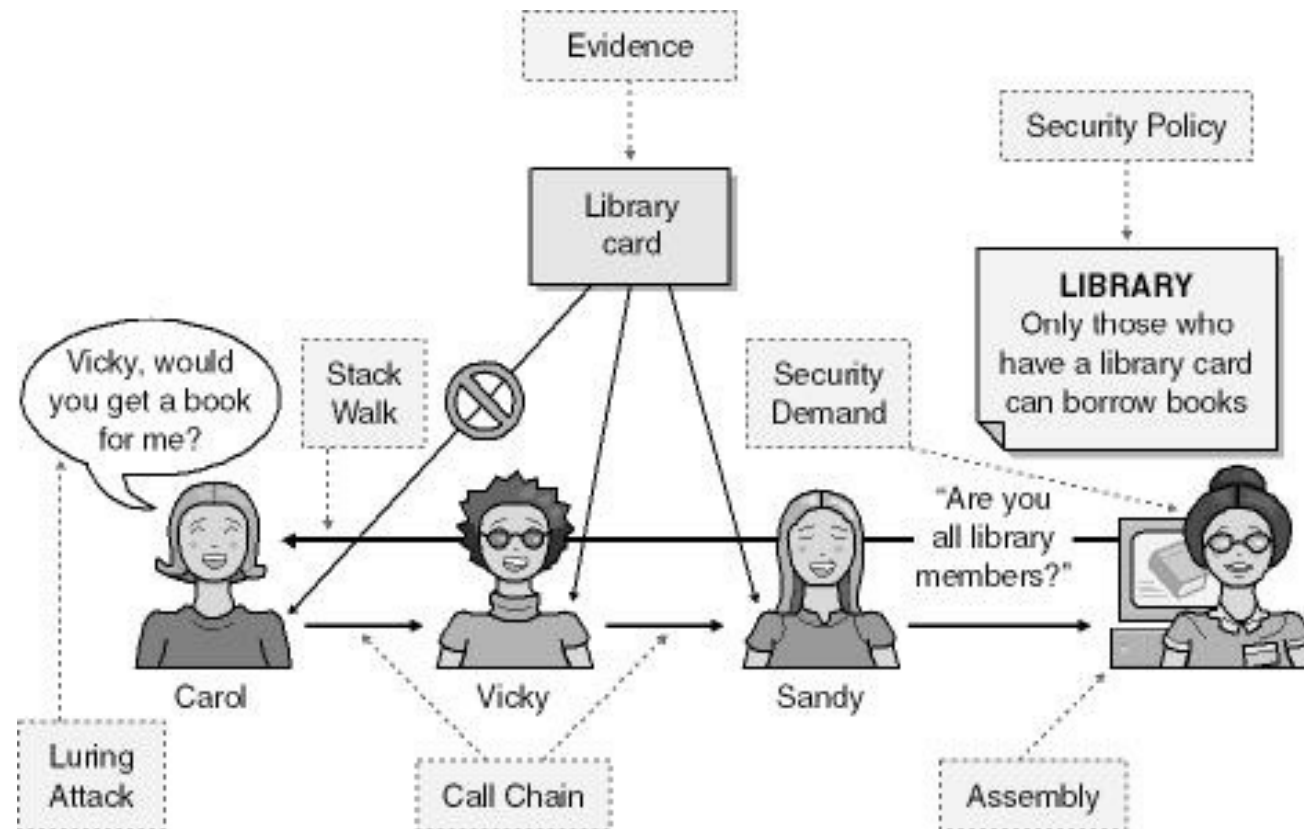 Evidence
Security Policy
Library
card
LIBRARY
Only those who
have a library card
can borrow books
Vicky, would
you get a book
for me?
Stack
Walk
Security
Demand
“Are you
all library
members?”
Carol
Vicky
Sandy
Luring
Attack
Call Chain
Assembly